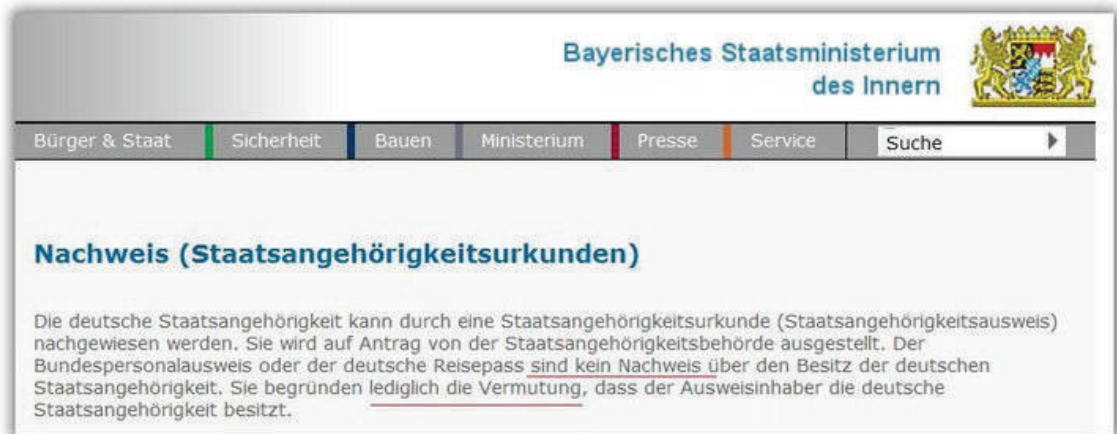 Bayerisches Staatsministerium
des Innern
Bürger & Staat Sicherheit Bauen Ministerium Presse Service Suche
Nachweis (Staatsangehörigkeitsurkunden)
Die deutsche Staatsangehörigkeit kann durch eine Staatsangehörigkeitsurkunde (Staatsangehörigkeitsausweis)
nachgewiesen werden. Sie wird auf Antrag von der Staatsangehörigkeitsbehörde ausgestellt. Der
Bundespersonalausweis oder der deutsche Reisepass sind kein Nachweis über den Besitz der deutschen
Staatsangehörigkeit. Sie begründen lediglich die Vermutung, dass der Ausweisinhaber die deutsche
Staatsangehörigkeit besitzt.